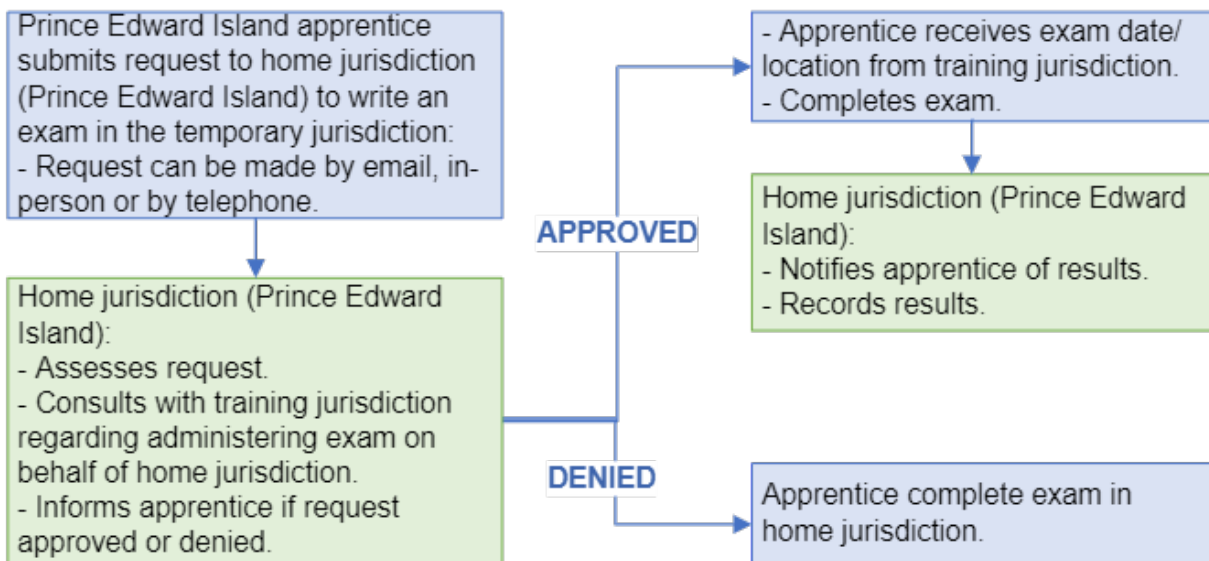 Prince Edward Island apprentice
submits request to home jurisdiction
(Prince Edward Island) to write an
exam in the temporary jurisdiction:
- Request can be made by email, in-
person or by telephone.
Home jurisdiction (Prince Edward
Island):
- Assesses request.
- Consults with training jurisdiction
regarding administering exam on
behalf of home jurisdiction.
- Informs apprentice if request
approved or denied.
APPROVED
- Apprentice receives exam date/
location from training jurisdiction.
- Completes exam.
Home jurisdiction (Prince Edward
Island):
- Notifies apprentice of results.
- Records results.
DENIED
Apprentice complete exam in
home jurisdiction.